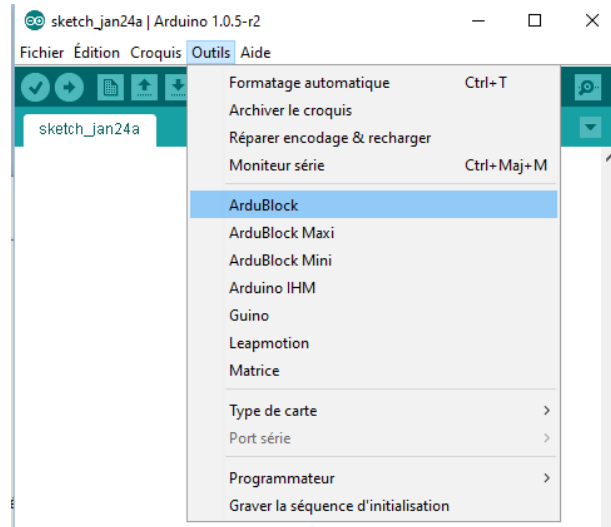 sketch_jan24a | Arduino 1.0.5-r2
Fichier Édition Croquis Outils Aide
sketch_jan24a
Formatage automatique Ctrl+T
Archiver le croquis
Réparer encodage & recharger
Moniteur série Ctrl+Maj+M
ArduBlock
ArduBlock Maxi
ArduBlock Mini
Arduino IHM
Guino
Leapmotion
Matrice
Type de carte
Port série
Programmateur
Graver la séquence d'initialisation